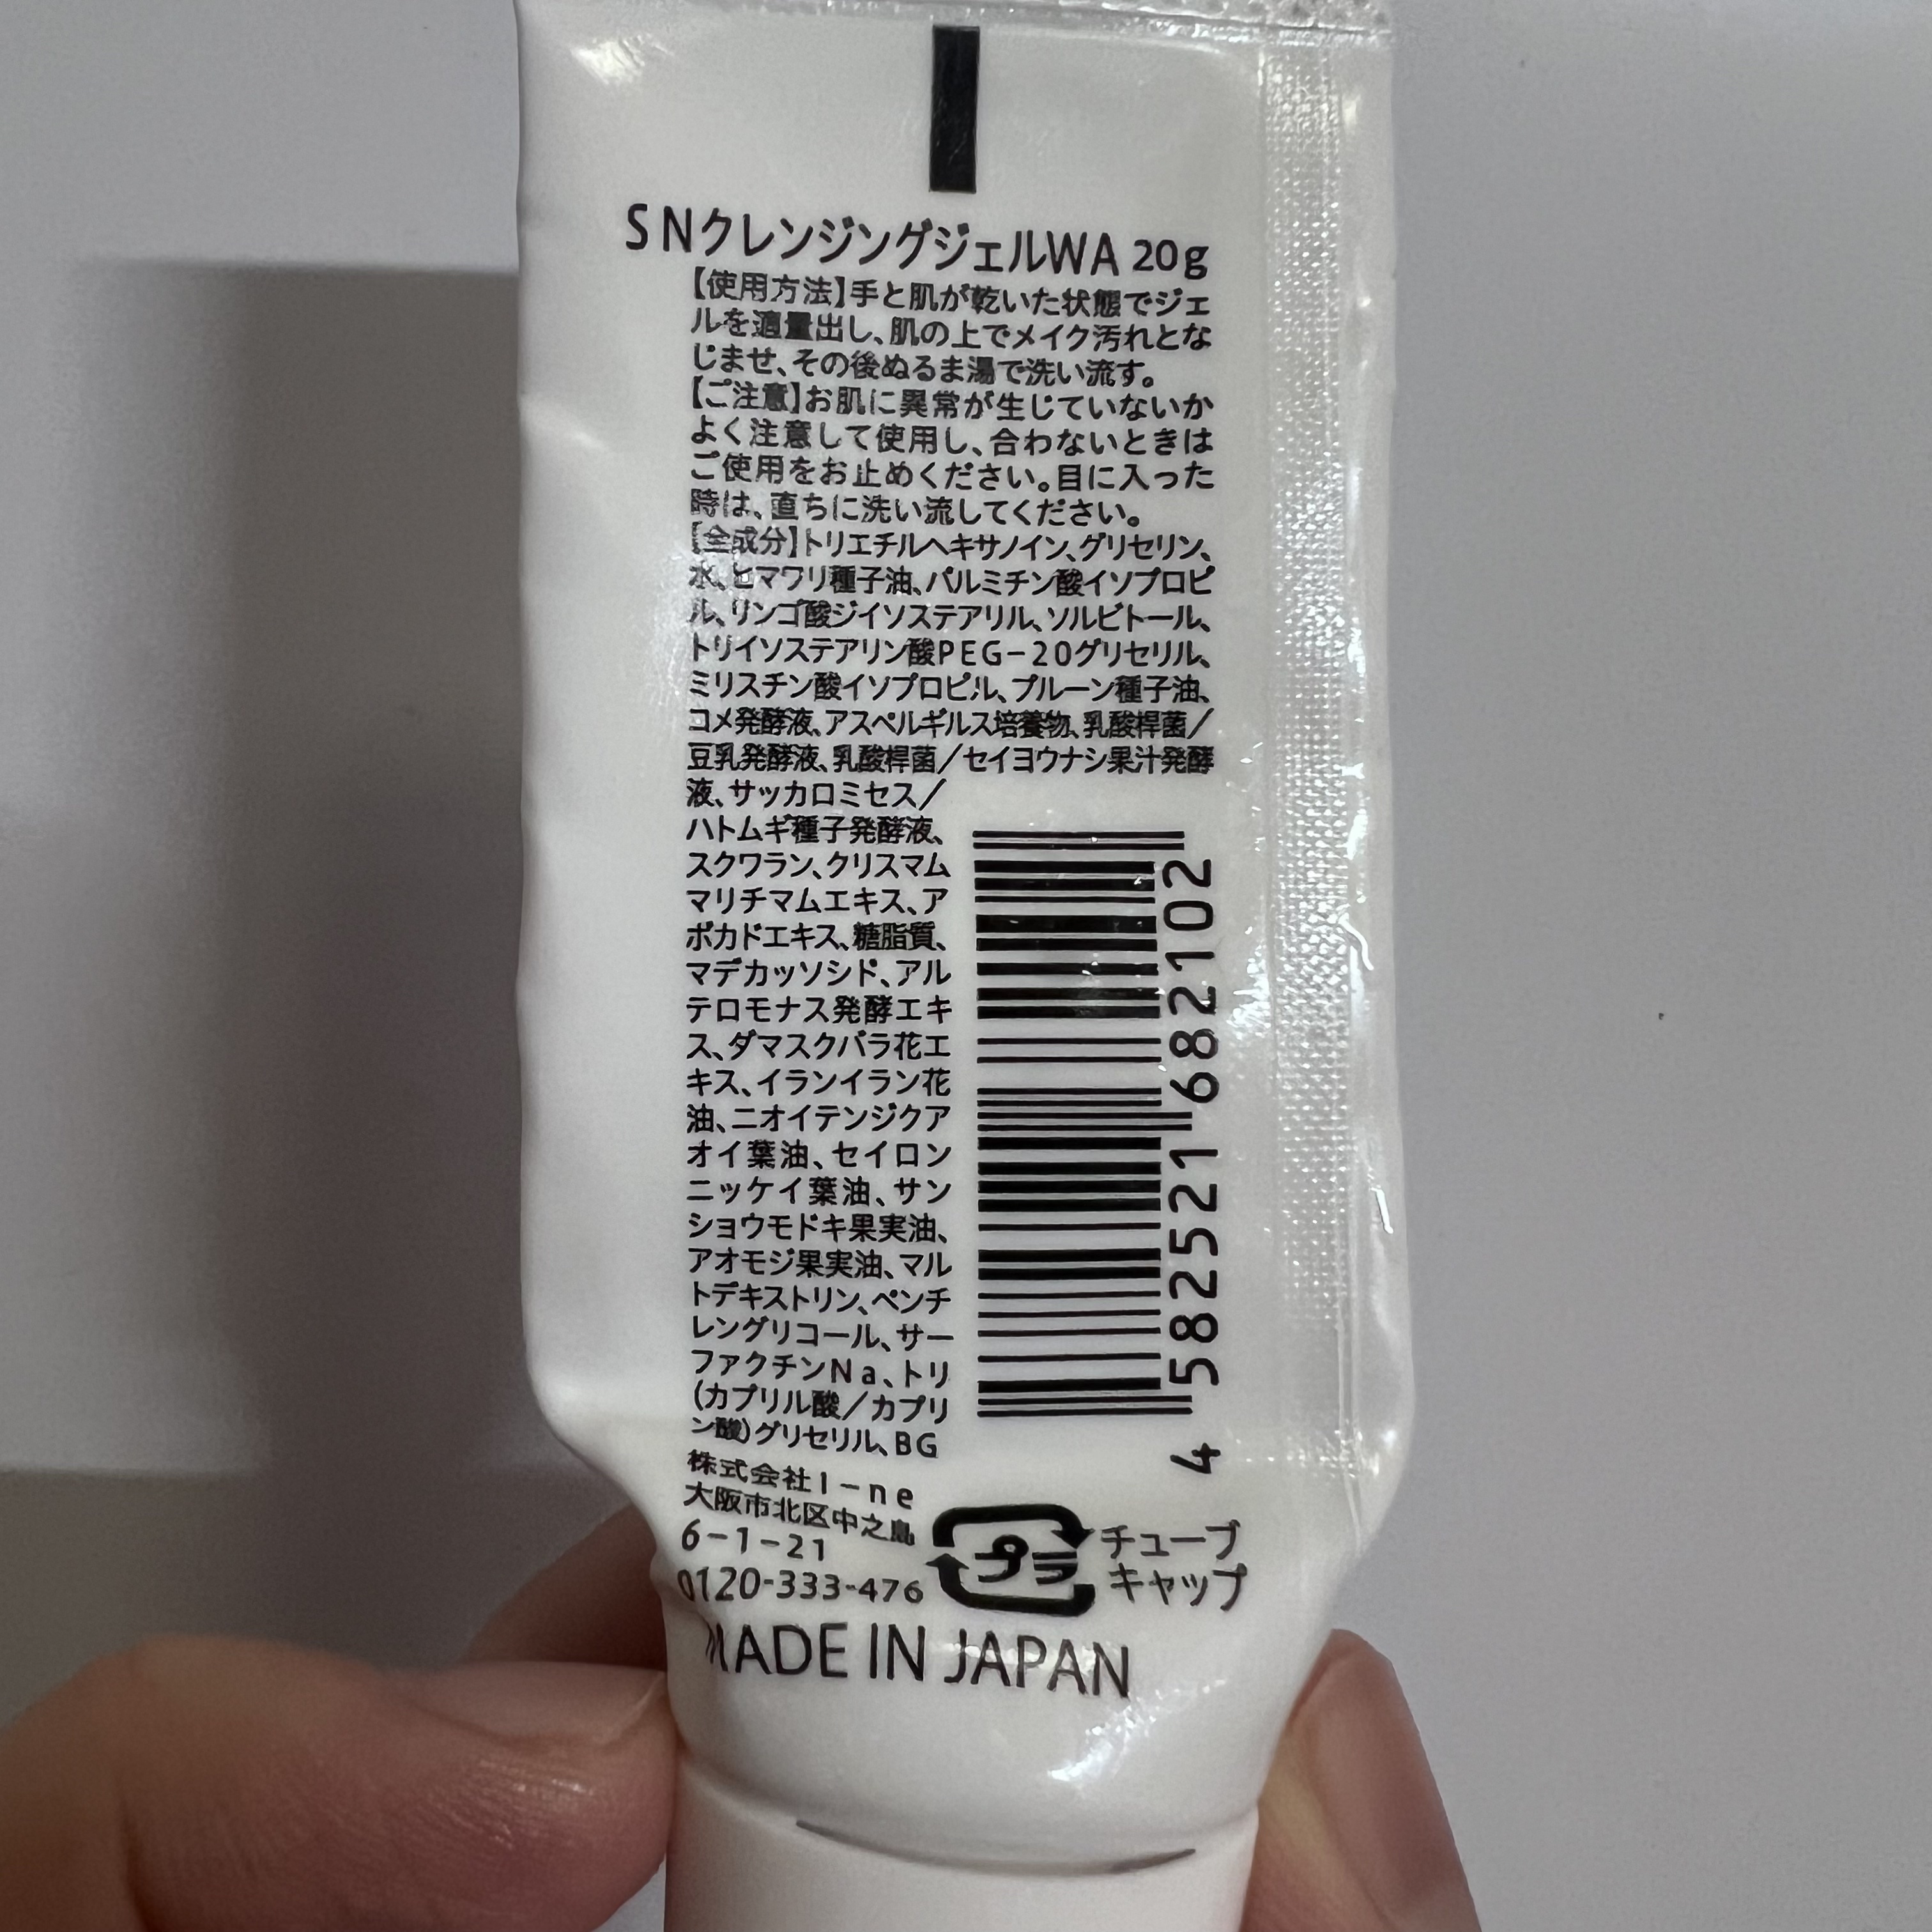 SNクレンジングジェルWA 20g
【使用方法】手と肌が乾いた状態でジェ
ルを適量出し、肌の上でメイク汚れとな
じませ、その後ぬるま湯で洗い流す。
【ご注意】お肌に異常が生じていないか
よく注意して使用し、合わないときは
ご使用をお止めください。目に入った
時は、直ちに洗い流してください。
【全成分】トリエチルヘキサノイン、グリセリン、
水、ヒマワリ種子油、パルミチン酸イソプロピ
ル、リンゴ酸ジイソステアリル、ソルビトール、
トリイソステアリン酸PEG-20グリセリル、
ミリスチン酸イソプロピル、プルーン種子油、
コメ発酵液、アスペルギルス培養物、乳酸桿菌/
豆乳発酵液、乳酸桿菌/セイヨウナシ果汁発酵
液、サッカロミセス/
ハトムギ種子発酵液、
スクワラン、クリスマム
マリチマムエキス、ア
ボカドエキス、糖脂質、
マデカッソシド、アル
テロモナス発酵エキ
ス、ダマスクバラ花エ
キス、イランイラン花
油、ニオイテンジクア
オイ葉油、セイロン
ニッケイ葉油、サン
ショウモドキ果実油、
アオモジ果実油、マル
トデキストリン、ペンチ
レングリコール、サー
ファクチンNa、トリ
(カプリル酸/カプリ
ン酸)グリセリル、BG
4 582521 682102
株式会社I-ne
大阪市北区中之島
6-1-21
0120-333-476
プラ
チューブ
キャップ
MADE IN JAPAN